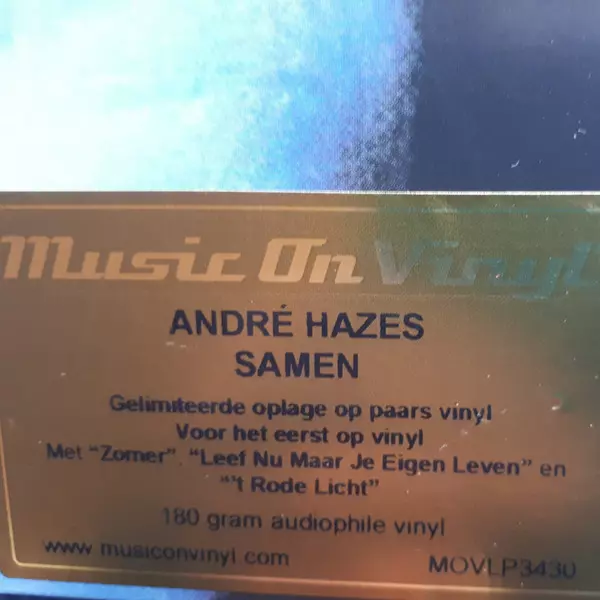 Music On Vinyl
ANDRÉ HAZES
SAMEN
Gelimiteerde oplage op paars vinyl
Voor het eerst op vinyl
Met "Zomer", "Leef Nu Maar Je Eigen Leven" en
"'t Rode Licht"
180 gram audiophile vinyl
www musiconvinyl com
MOVLP3430